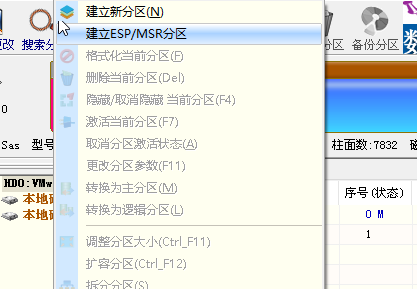 更改
搜索分
建立新分区(N)
建立ESP/MSR分区
格式化当前分区(F)
删除当前分区(Del)
隐藏/取消隐藏 当前分区(F4)
激活当前分区(F7)
取消分区激活状态(A)
更改分区参数(F11)
转换为主分区(M)
转换为逻辑分区(L)
调整分区大小(Ctrl_F11)
扩容分区(Ctrl_F12)
拆分分区(S)
分区
备份分区
数
0
Sas 型号
柱面数:7832
HD0:VMw
本地磁
本地磁
序号(状态)
0 M
1